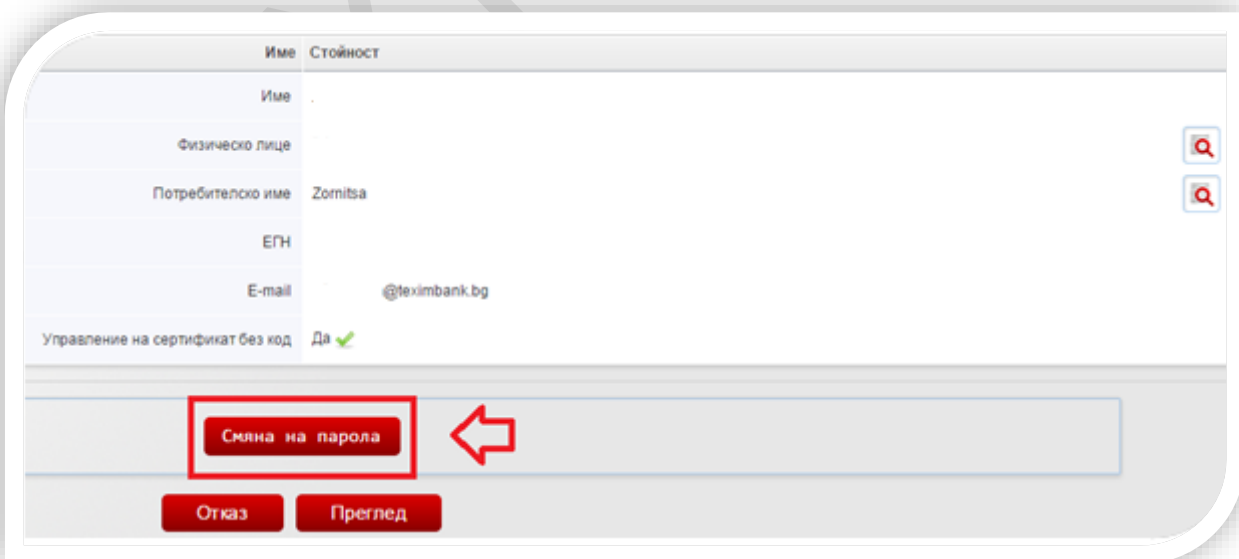 Име Стойност
Име
Физическо лице
Потребителско име Zornitsa
ЕГН
E-mail @teximbank.bg
Управление на сертификат без код Да
Смяна на парола
Отказ Преглед